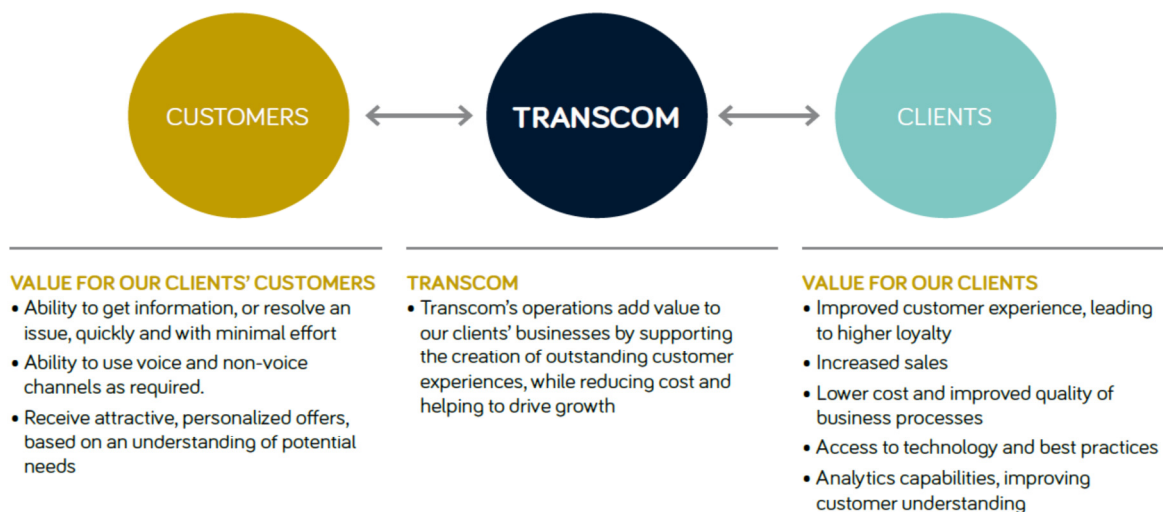 CUSTOMERS
TRANSCOM
CLIENTS
VALUE FOR OUR CLIENTS’ CUSTOMERS
• Ability to get information, or resolve an
issue, quickly and with minimal effort
• Ability to use voice and non-voice
channels as required.
• Receive attractive, personalized offers,
based on an understanding of potential
needs
TRANSCOM
• Transcom’s operations add value to
our clients’ businesses by supporting
the creation of outstanding customer
experiences, while reducing cost and
helping to drive growth
VALUE FOR OUR CLIENTS
• Improved customer experience, leading
to higher loyalty
• Increased sales
• Lower cost and improved quality of
business processes
• Access to technology and best practices
• Analytics capabilities, improving
customer understanding